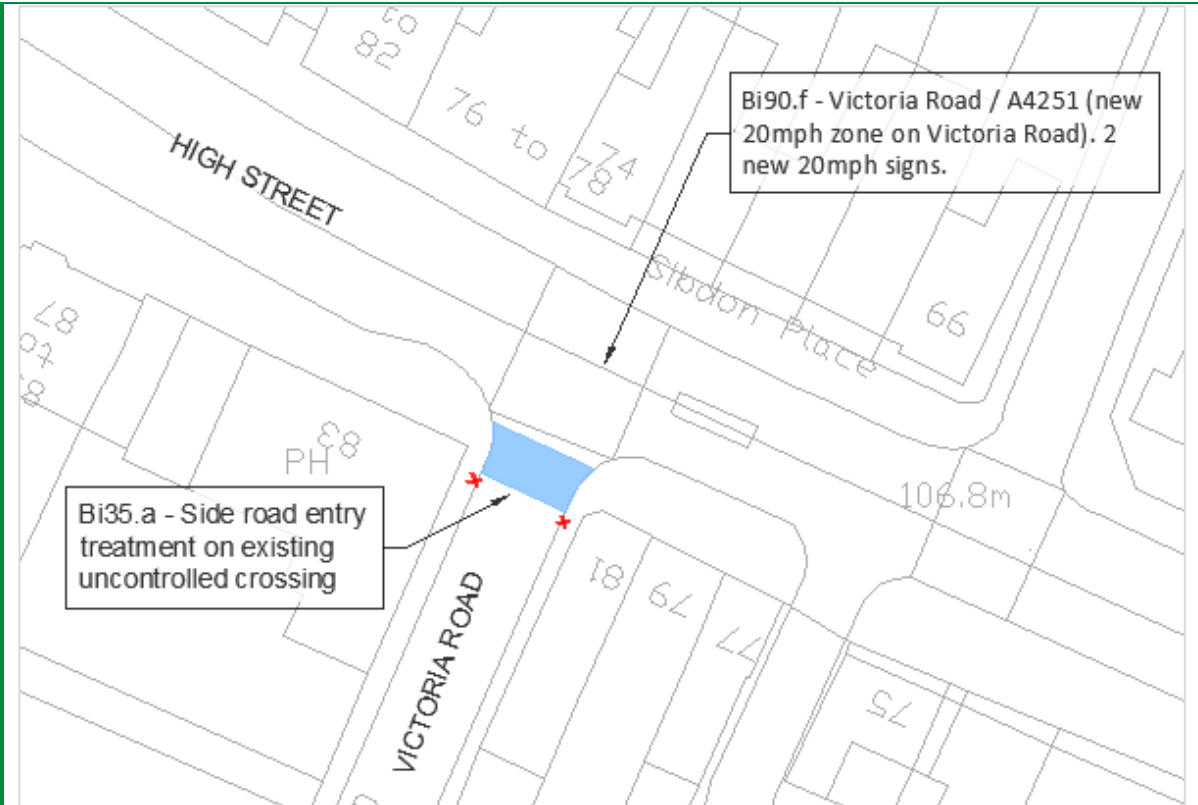 to
82
76 to
78
74
HIGH STREET
Bi90.f - Victoria Road / A4251 (new
20mph zone on Victoria Road). 2
new 20mph signs.
Sibdon Place
66
87
to
83
PH
106.8m
Bi35.a - Side road entry
treatment on existing
uncontrolled crossing
VICTORIA ROAD
81
79
77
75